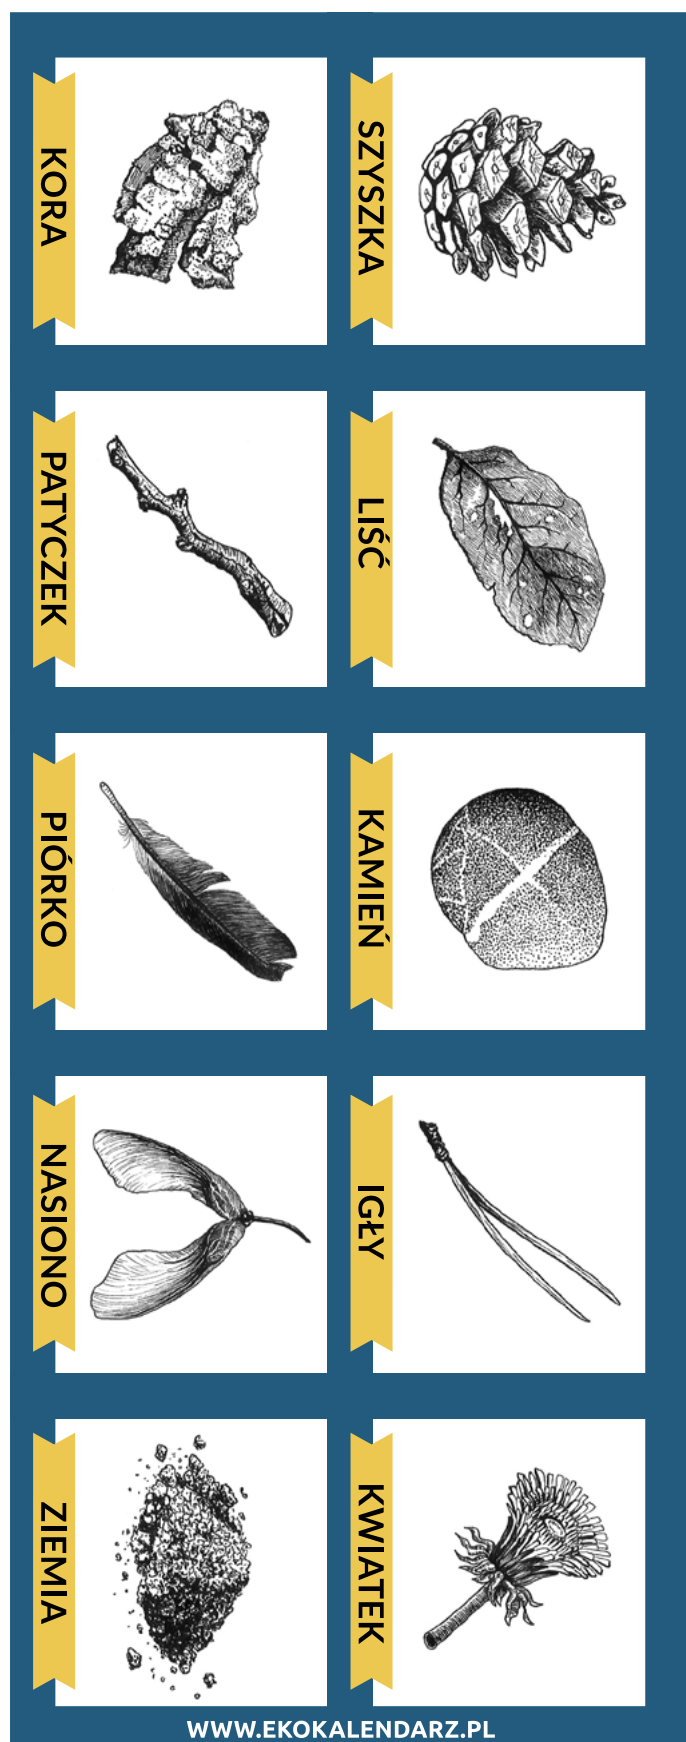 KORA
SZYSZKA
PATYCZEK
LIŚĆ
PIÓRKO
KAMIEŃ
NASIONO
IGŁY
ZIEMIA
KWIATEK
WWW.EKOKALENDARZ.PL